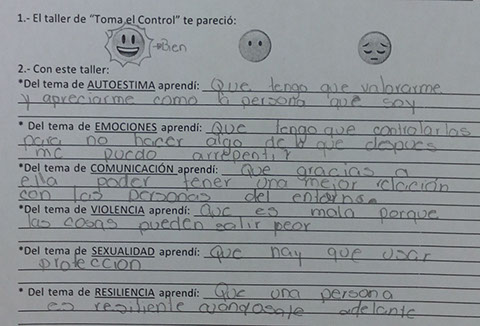 1.- El taller de "Toma el Control" te pareció:
Bien
2.- Con este taller:
*Del tema de AUTOESTIMA aprendí: Que tengo que valorarme
y apreciarme como la persona que soy
* Del tema de EMOCIONES aprendí: Que tengo que controlarlas
para no hacer algo de lo que despues
me puedo arrepentir
*Del tema de COMUNICACIÓN aprendí: Que gracias a
ella poder tener una mejor relación
con las personas del entorno.
*Del tema de VIOLENCIA aprendí: Que es mala porque
las cosas pueden salir peor
*Del tema de SEXUALIDAD aprendí: Que hay que usar
protección
* Del tema de RESILIENCIA aprendí: Que una persona
es resiliente adelante